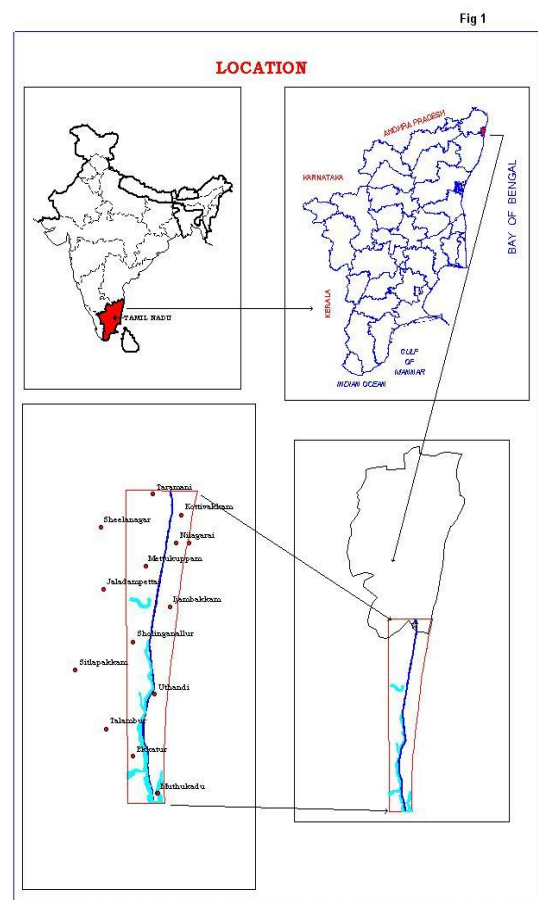 Fig 1
LOCATION
TAMIL NADU
ANDHRA PRADESH
KARNATAKA
BAY OF BENGAL
KERALA
GULF
OF
MANNAR
INDIAN OCEAN
Taramani
Kottivakkam
Sheelanagar
Nilagarai
Mettukuppam
Jaladampettai
Injambakkam
Sholinganallur
Sitlapakkam
Uthandi
Talambur
Ekkatur
Muthukadu